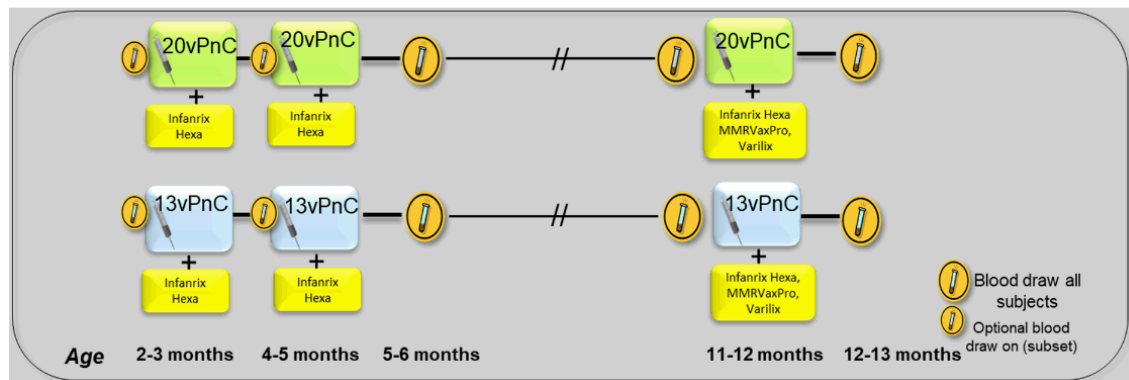 20vPnC
20vPnC
20vPnC
+
+
+
Infanrix
Hexa
Infanrix
Hexa
Infanrix Hexa
MMRVaxPro,
Varilix
//
13vPnC
13vPnC
13vPnC
+
+
+
Infanrix
Hexa
Infanrix
Hexa
Infanrix Hexa,
MMRVaxPro,
Varilix
//
Blood draw all
subjects
Optional blood
draw on (subset)
Age 2-3 months 4-5 months 5-6 months 11-12 months 12-13 months